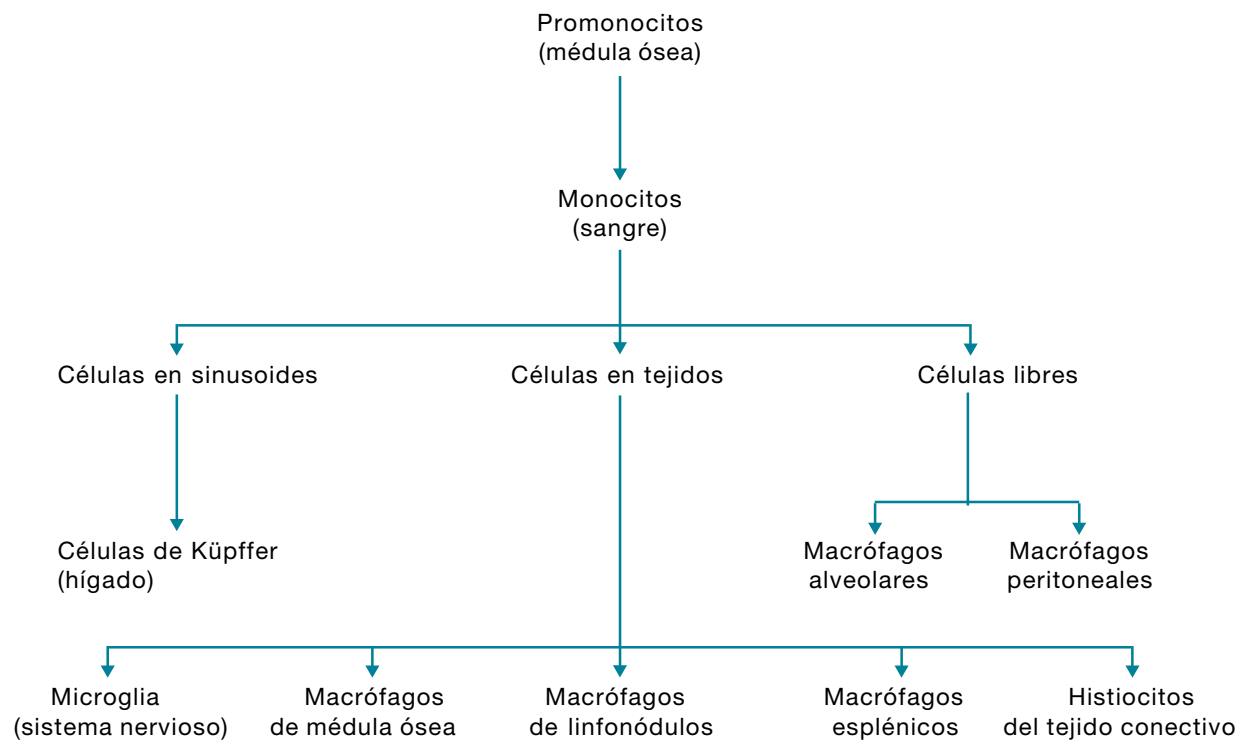 Promonocitos
(médula ósea)
Monocitos
(sangre)
Células en sinusoides
Células en tejidos
Células libres
Células de Küpffer
(hígado)
Macrófagos
alveolares
Macrófagos
peritoneales
Microglia
(sistema nervioso)
Macrófagos
de médula ósea
Macrófagos
de linfonódulos
Macrófagos
esplénicos
Histiocitos
del tejido conectivo